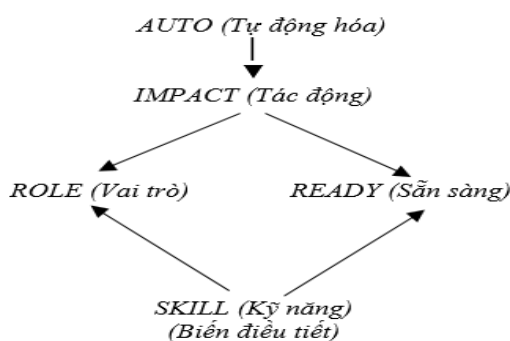 AUTO (Tự động hóa)
IMPACT (Tác động)
ROLE (Vai trò)
READY (Sẵn sàng)
SKILL (Kỹ năng)
(Biến điều tiết)